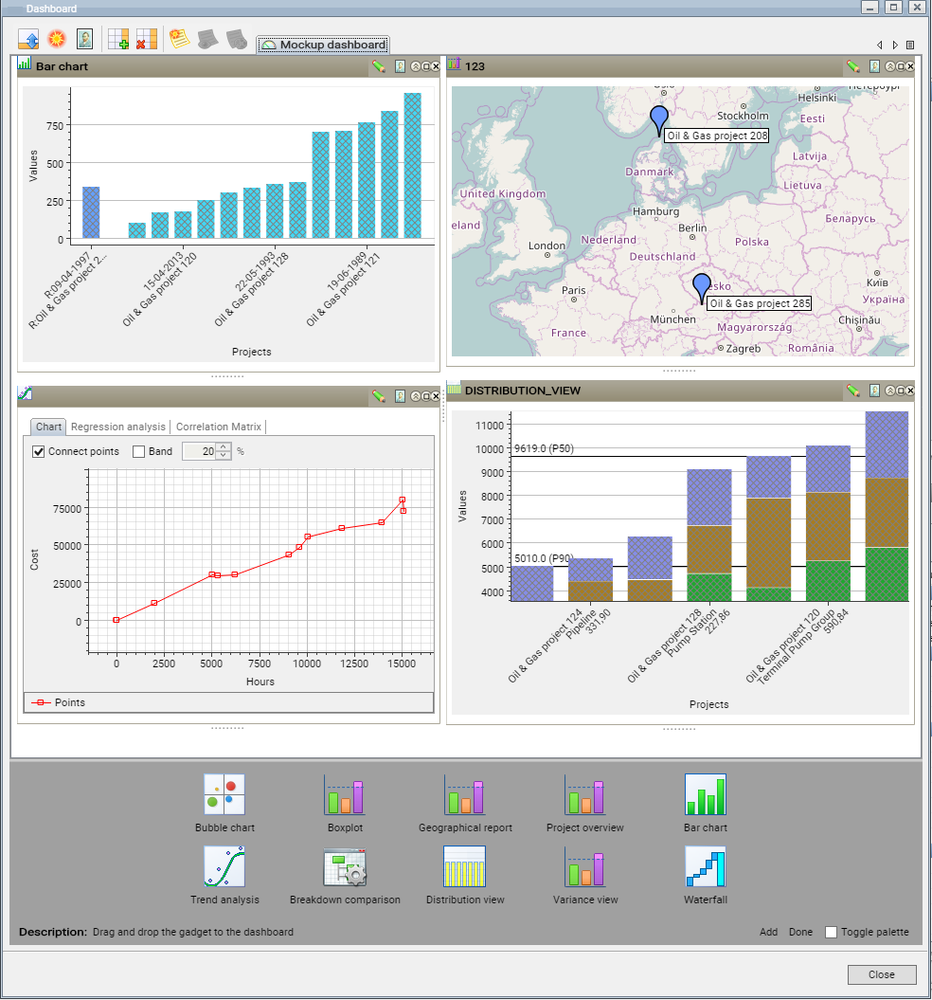 Dashboard
Mockup dashboard
Bar chart
750
500
250
0
Values
R:09-04-1997
R:Oil & Gas project 2...
15-04-2013
Oil & Gas project 120
22-05-1993
Oil & Gas project 128
19-06-1989
Oil & Gas project 121
Projects
123
Helsinki
Stockholm
Eesti
Oil & Gas project 208
Latvija
Danmark
Lietuva
United Kingdom
Hamburg
Беларусь
eland
Berlin
Nederland
Polska
London
Deutschland
Київ
Paris
esko
Україна
Oil & Gas project 285
München
Chișinău
Magyarország
France
Zagreb
România
Chart
Regression analysis
Correlation Matrix
Connect points
Band
20
%
75000
50000
25000
0
Cost
0
2500
5000
7500
10000
12500
15000
Hours
Points
DISTRIBUTION_VIEW
11000
10000
9000
8000
7000
6000
5000
4000
Values
9619.0 (P50)
5010.0 (P90)
Oil & Gas project 124
Pipeline
331,90
Oil & Gas project 128
Pump Station
227,86
Oil & Gas project 120
Terminal Pump Group
590,84
Projects
Bubble chart
Boxplot
Geographical report
Project overview
Bar chart
Trend analysis
Breakdown comparison
Distribution view
Variance view
Waterfall
Description: Drag and drop the gadget to the dashboard
Add
Done
Toggle palette
Close